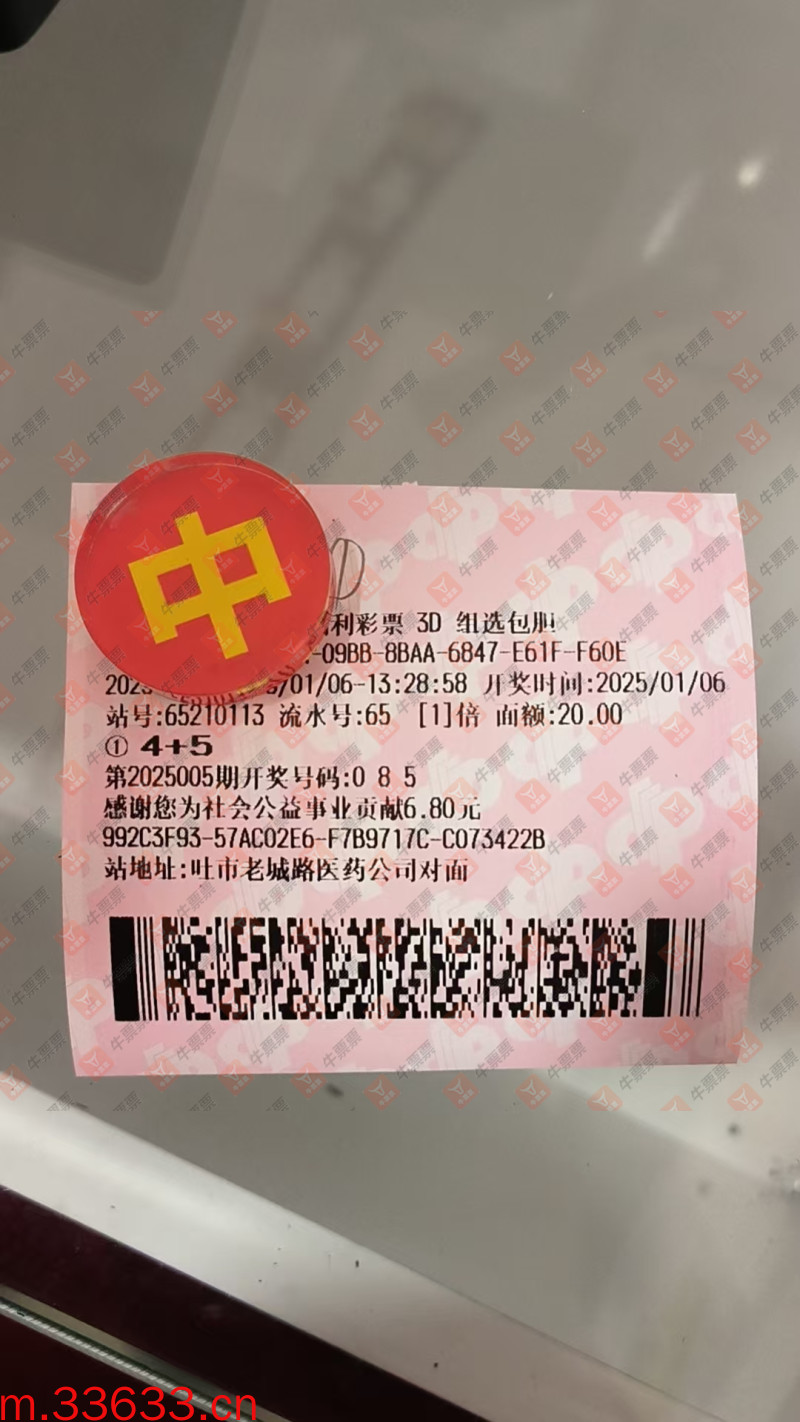 中
利彩票 3D 组选包胆
-09BB-8BAA-6847-E61F-F60E
/01/06-13:28:58 开奖时间:2025/01/06
站号:65210113 流水号:65 [1]倍 面额:20.00
① 4+5
第2025005期开奖号码:0 8 5
感谢您为社会公益事业贡献6.80元
992C3F93-57AC02E6-F7B9717C-C073422B
站地址:吐市老城路医药公司对面
牛票票
m.33633.cn